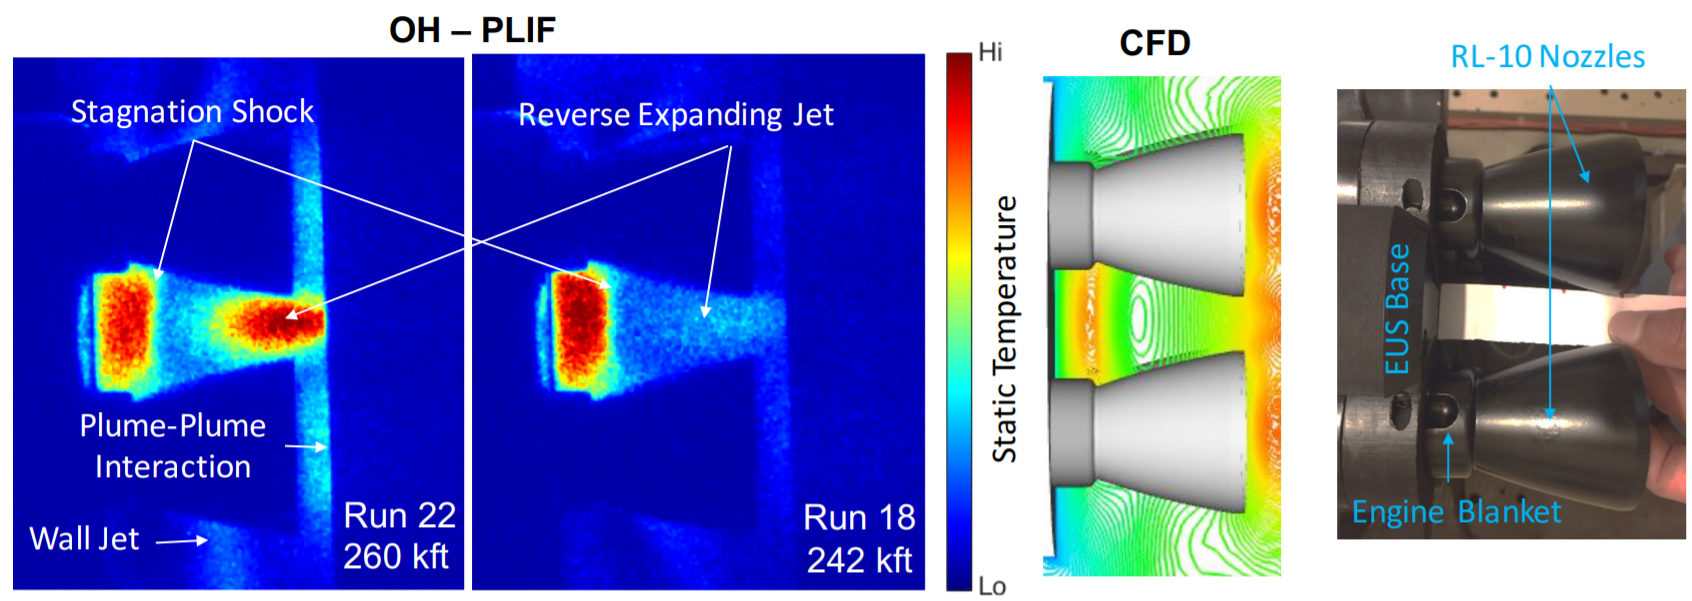 OH – PLIF
Stagnation Shock
Plume-Plume
Interaction
Wall Jet
Run 22
260 kft
Reverse Expanding Jet
Run 18
242 kft
Hi
Static Temperature
Lo
CFD
RL-10 Nozzles
EUS Base
Engine Blanket